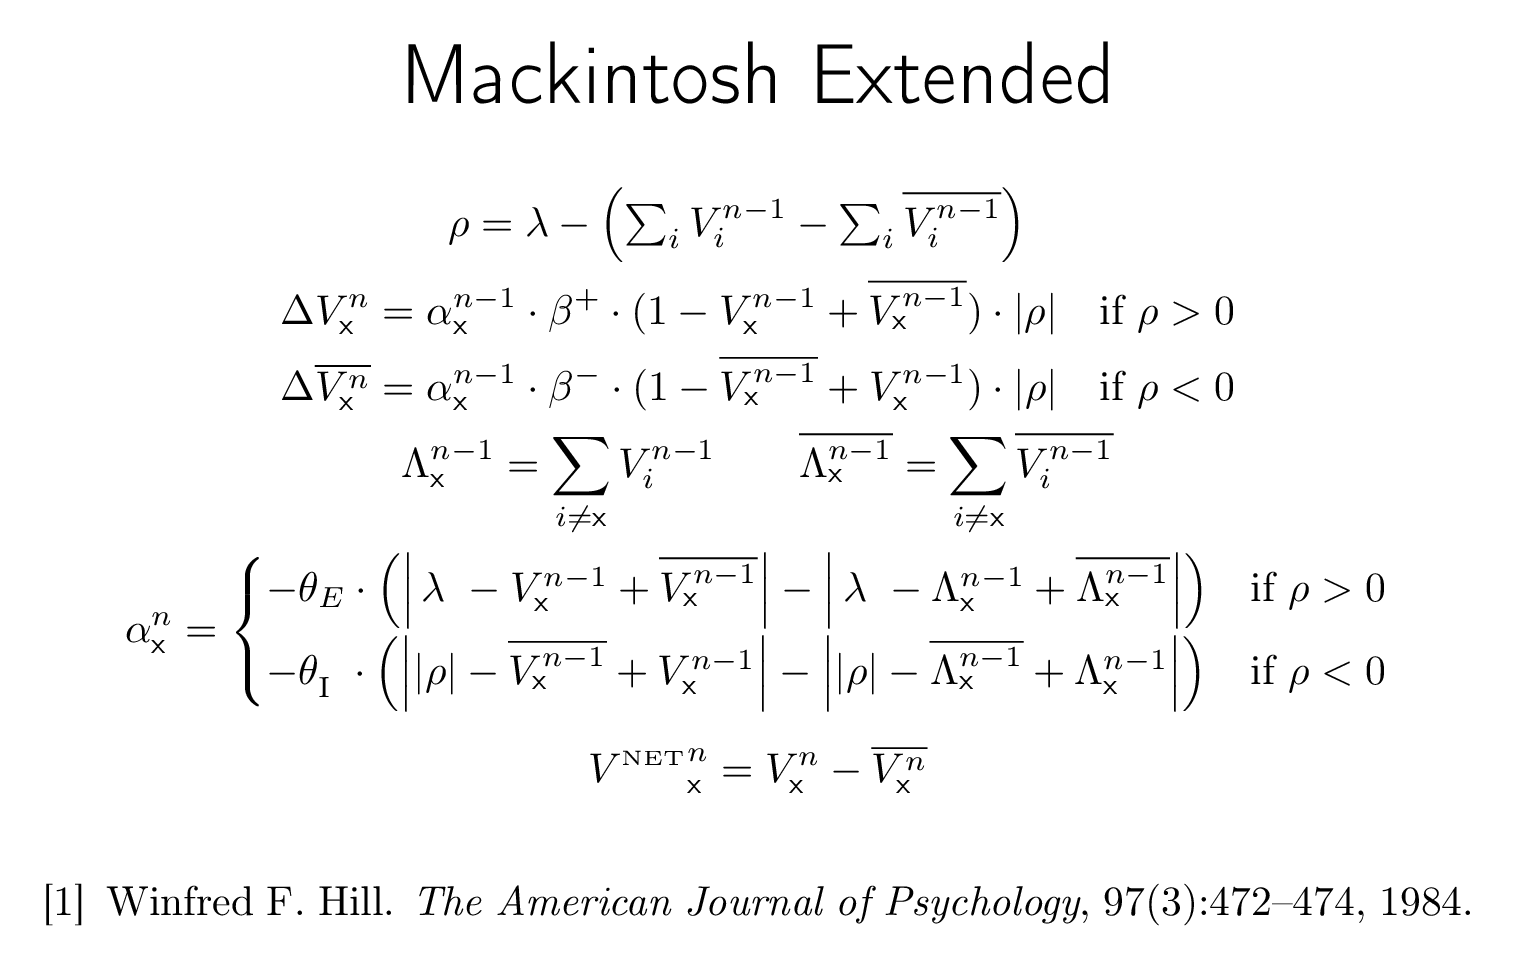 Mackintosh Extended
$\rho = \lambda - \left( \sum_i V_i^{n-1} - \sum_i \overline{V_i^{n-1}} \right)$
$\Delta V_{\mathsf{x}}^{n} = \alpha_{\mathsf{x}}^{n-1} \cdot \beta^{+} \cdot (1 - V_{\mathsf{x}}^{n-1} + \overline{V_{\mathsf{x}}^{n-1}}) \cdot |\rho| \quad \text{if } \rho > 0$
$\Delta \overline{V_{\mathsf{x}}^{n}} = \alpha_{\mathsf{x}}^{n-1} \cdot \beta^{-} \cdot (1 - \overline{V_{\mathsf{x}}^{n-1}} + V_{\mathsf{x}}^{n-1}) \cdot |\rho| \quad \text{if } \rho < 0$
$\Lambda_{\mathsf{x}}^{n-1} = \sum_{i \neq \mathsf{x}} V_i^{n-1} \qquad \overline{\Lambda_{\mathsf{x}}^{n-1}} = \sum_{i \neq \mathsf{x}} \overline{V_i^{n-1}}$
$\alpha_{\mathsf{x}}^{n} = \begin{cases} -\theta_E \cdot \left( \left| \lambda - V_{\mathsf{x}}^{n-1} + \overline{V_{\mathsf{x}}^{n-1}} \right| - \left| \lambda - \Lambda_{\mathsf{x}}^{n-1} + \overline{\Lambda_{\mathsf{x}}^{n-1}} \right| \right) & \text{if } \rho > 0 \\ -\theta_{\text{I}} \cdot \left( \left| |\rho| - \overline{V_{\mathsf{x}}^{n-1}} + V_{\mathsf{x}}^{n-1} \right| - \left| |\rho| - \overline{\Lambda_{\mathsf{x}}^{n-1}} + \Lambda_{\mathsf{x}}^{n-1} \right| \right) & \text{if } \rho < 0 \end{cases}$
$V^{\text{NET}}{}_{\mathsf{x}}^{n} = V_{\mathsf{x}}^{n} - \overline{V_{\mathsf{x}}^{n}}$
[1] Winfred F. Hill. The American Journal of Psychology, 97(3):472–474, 1984.